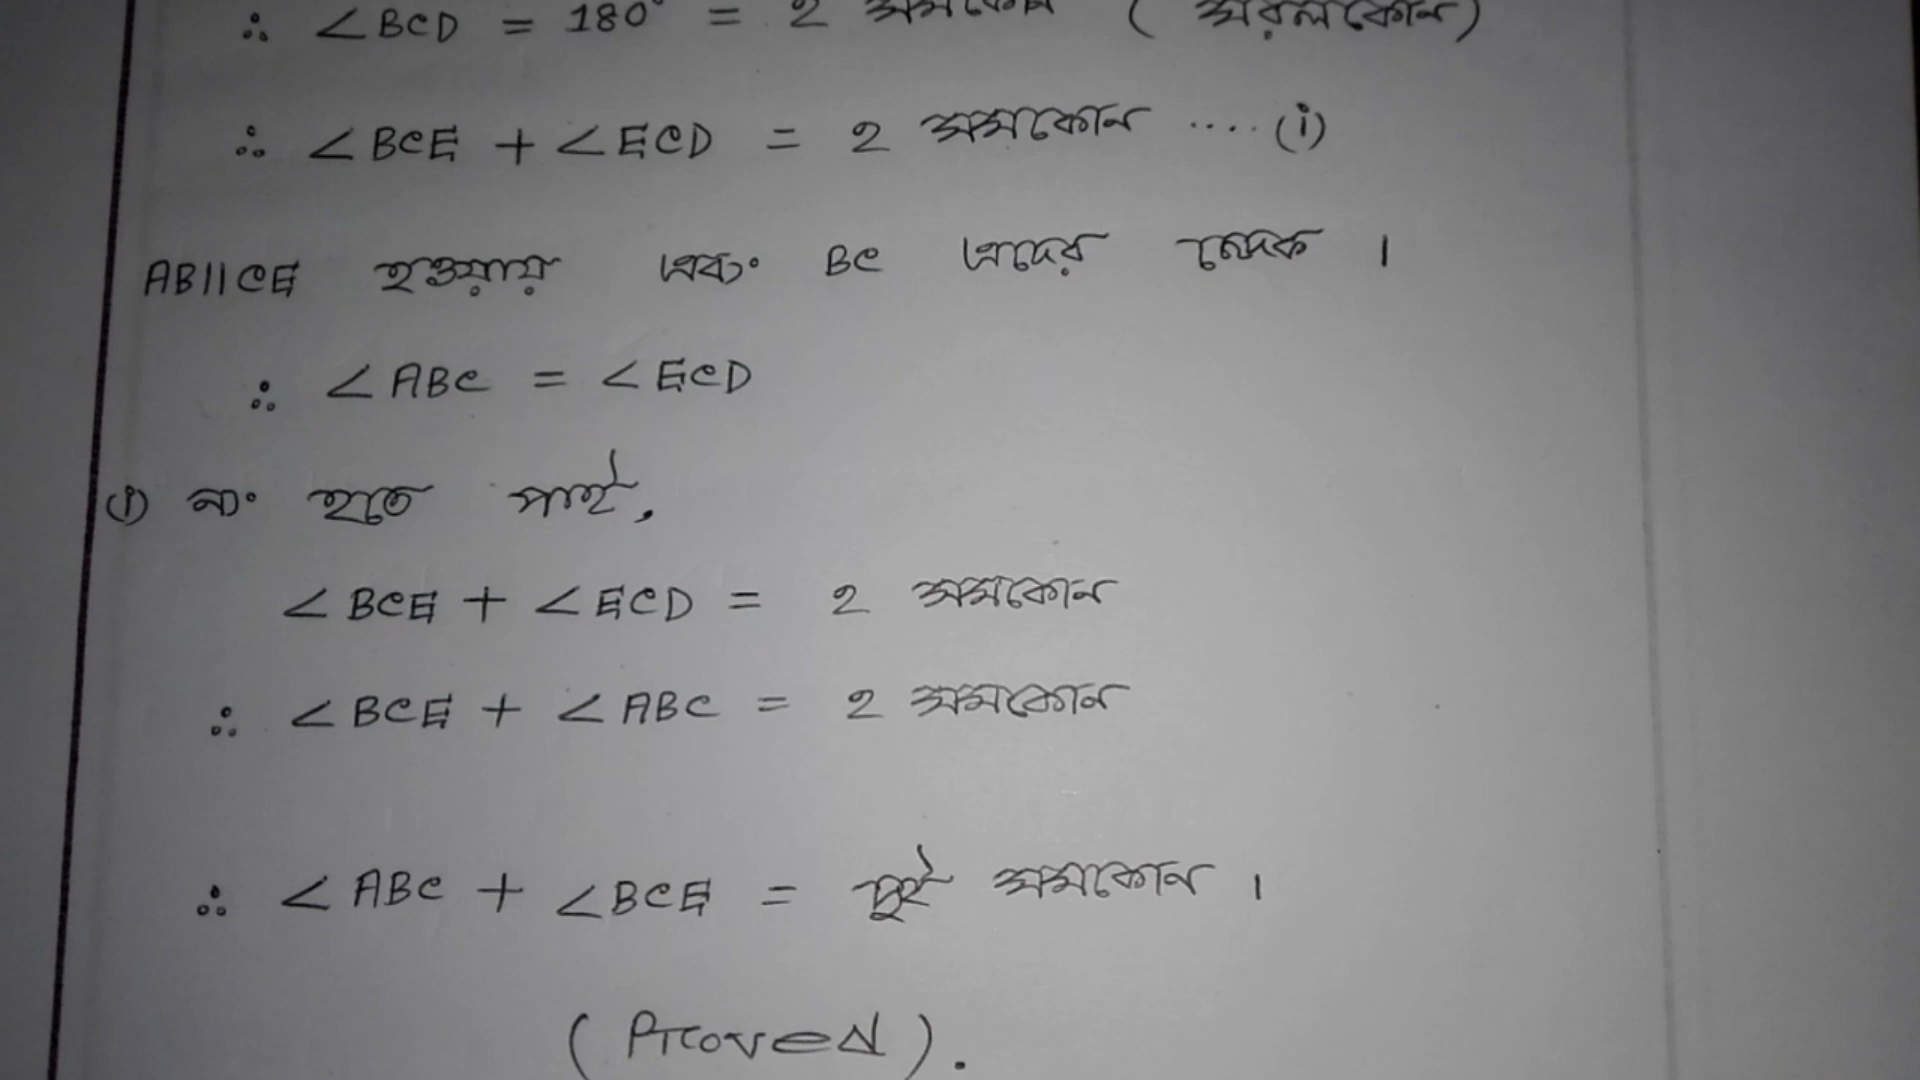 ∴ ∠BCD = 180° = 2 সমকোন ( সরলকোন)
∴ ∠BCE + ∠ECD = 2 সমকোন ....(i)
AB||CE হওয়ায় এবং BC এদের ছেদক ।
∴ ∠ABC = ∠ECD
(i) নং হতে পাই,
∠BCE + ∠ECD = 2 সমকোন
∴ ∠BCE + ∠ABC = 2 সমকোন
∴ ∠ABC + ∠BCE = দুই সমকোন ।
(Proved).